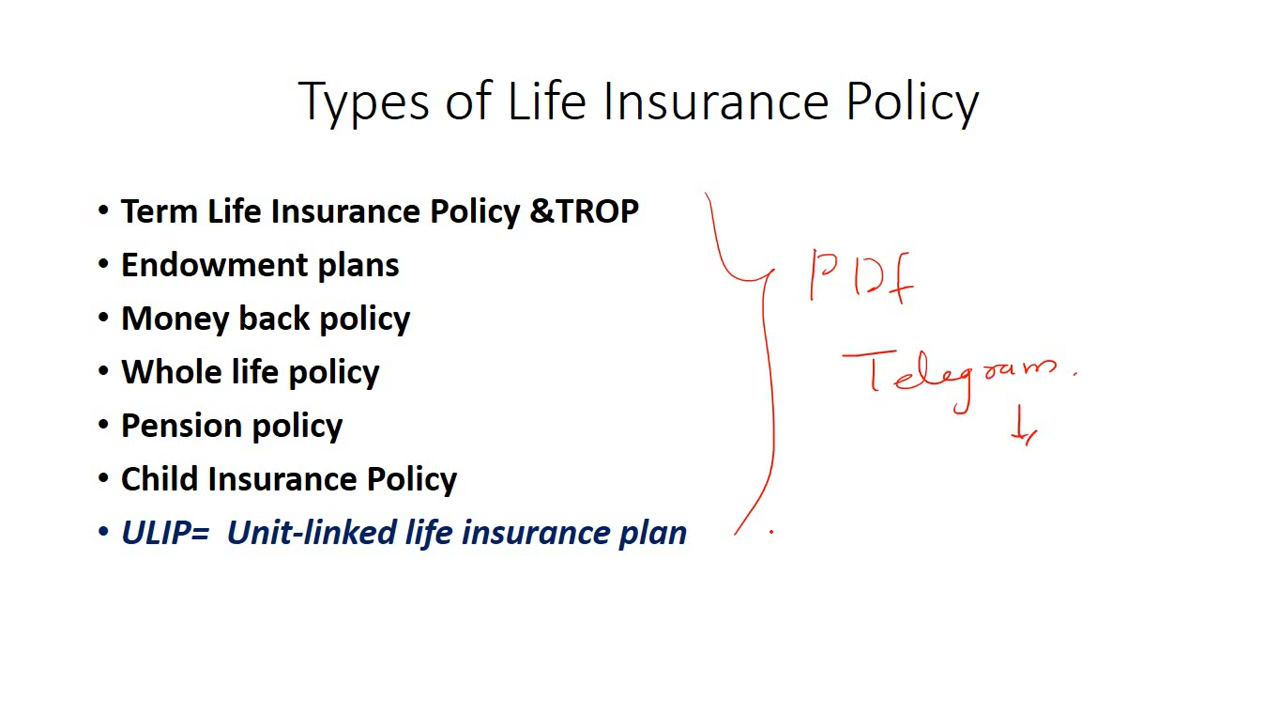 Types of Life Insurance Policy
• Term Life Insurance Policy &TROP
• Endowment plans
• Money back policy
• Whole life policy
• Pension policy
• Child Insurance Policy
• ULIP= Unit-linked life insurance plan
PDf
Telegram.